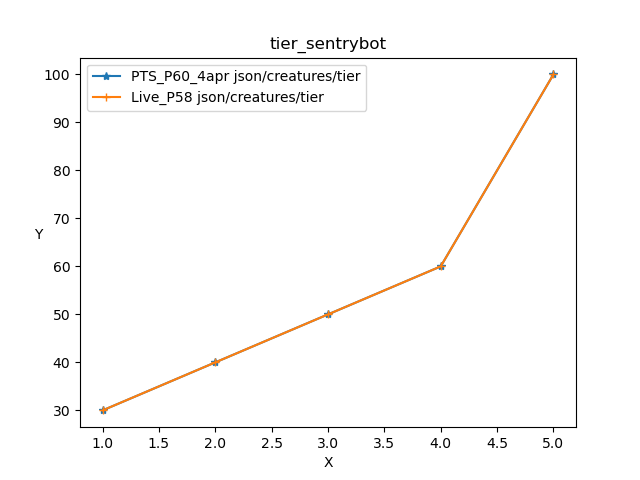 tier_sentrybot
PTS_P60_4apr json/creatures/tier
Live_P58 json/creatures/tier
100
90
80
70
60
50
40
30
Y
1.0 1.5 2.0 2.5 3.0 3.5 4.0 4.5 5.0
X